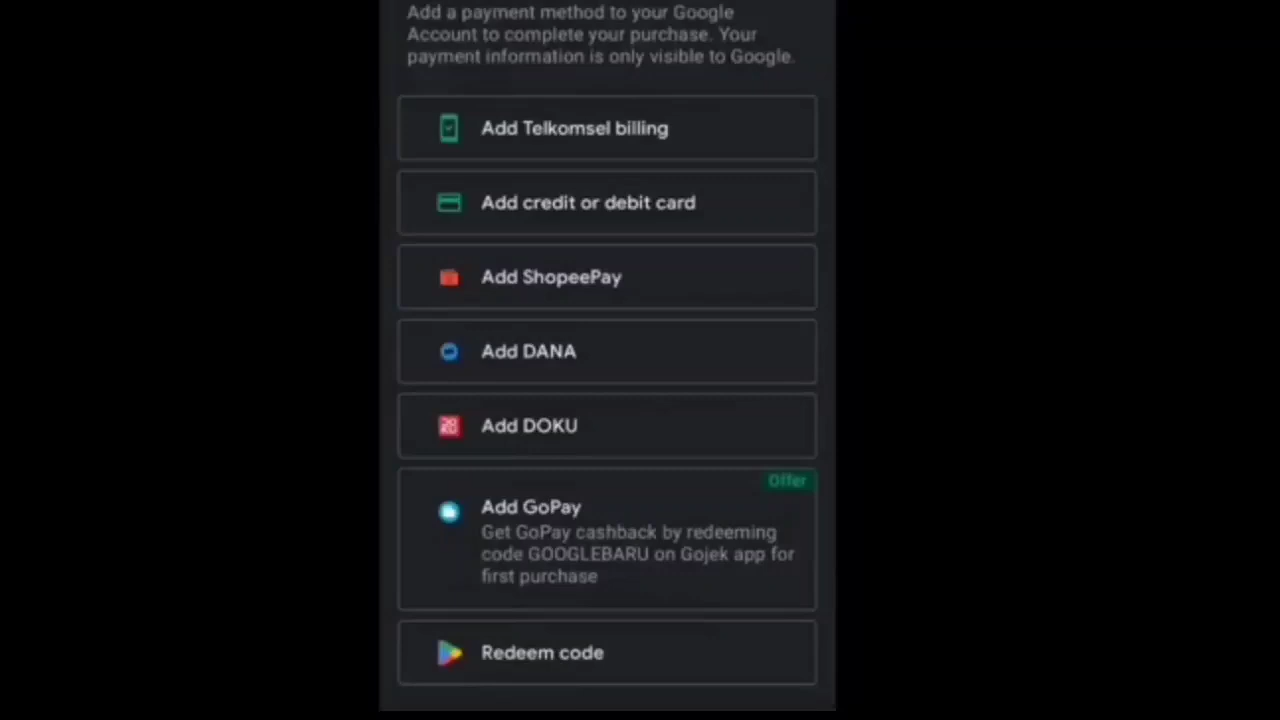 Add a payment method to your Google
Account to complete your purchase. Your
payment information is only visible to Google.
Add Telkomsel billing
Add credit or debit card
Add ShopeePay
Add DANA
Add DOKU
Offer
Add GoPay
Get GoPay cashback by redeeming
code GOOGLEBARU on Gojek app for
first purchase
Redeem code